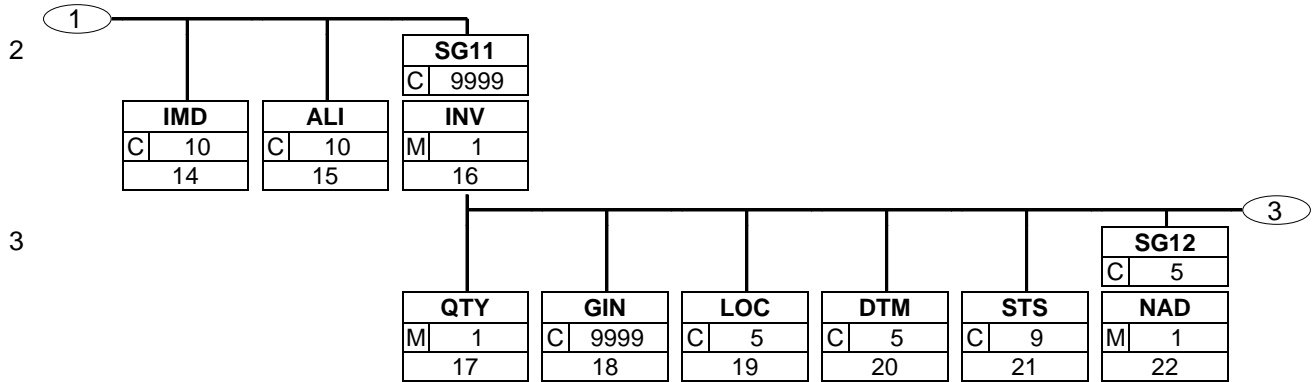 1
2
SG11
C 9999
IMD ALI INV
C 10 C 10 M 1
14 15 16
3
3
SG12
C 5
QTY GIN LOC DTM STS NAD
M 1 C 9999 C 5 C 5 C 9 M 1
17 18 19 20 21 22